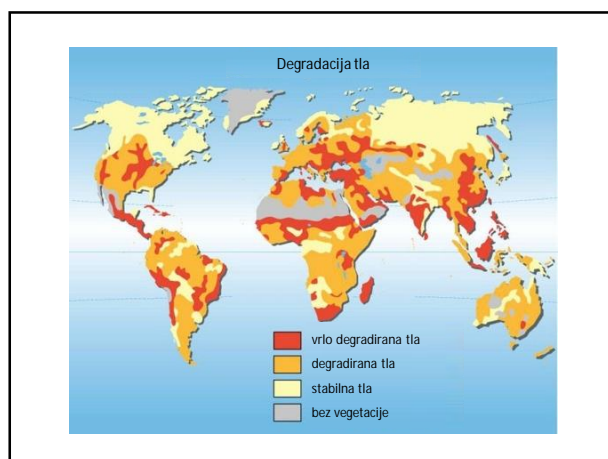 Degradacija tla
vrlo degradirana tla
degradirana tla
stabilna tla
bez vegetacije